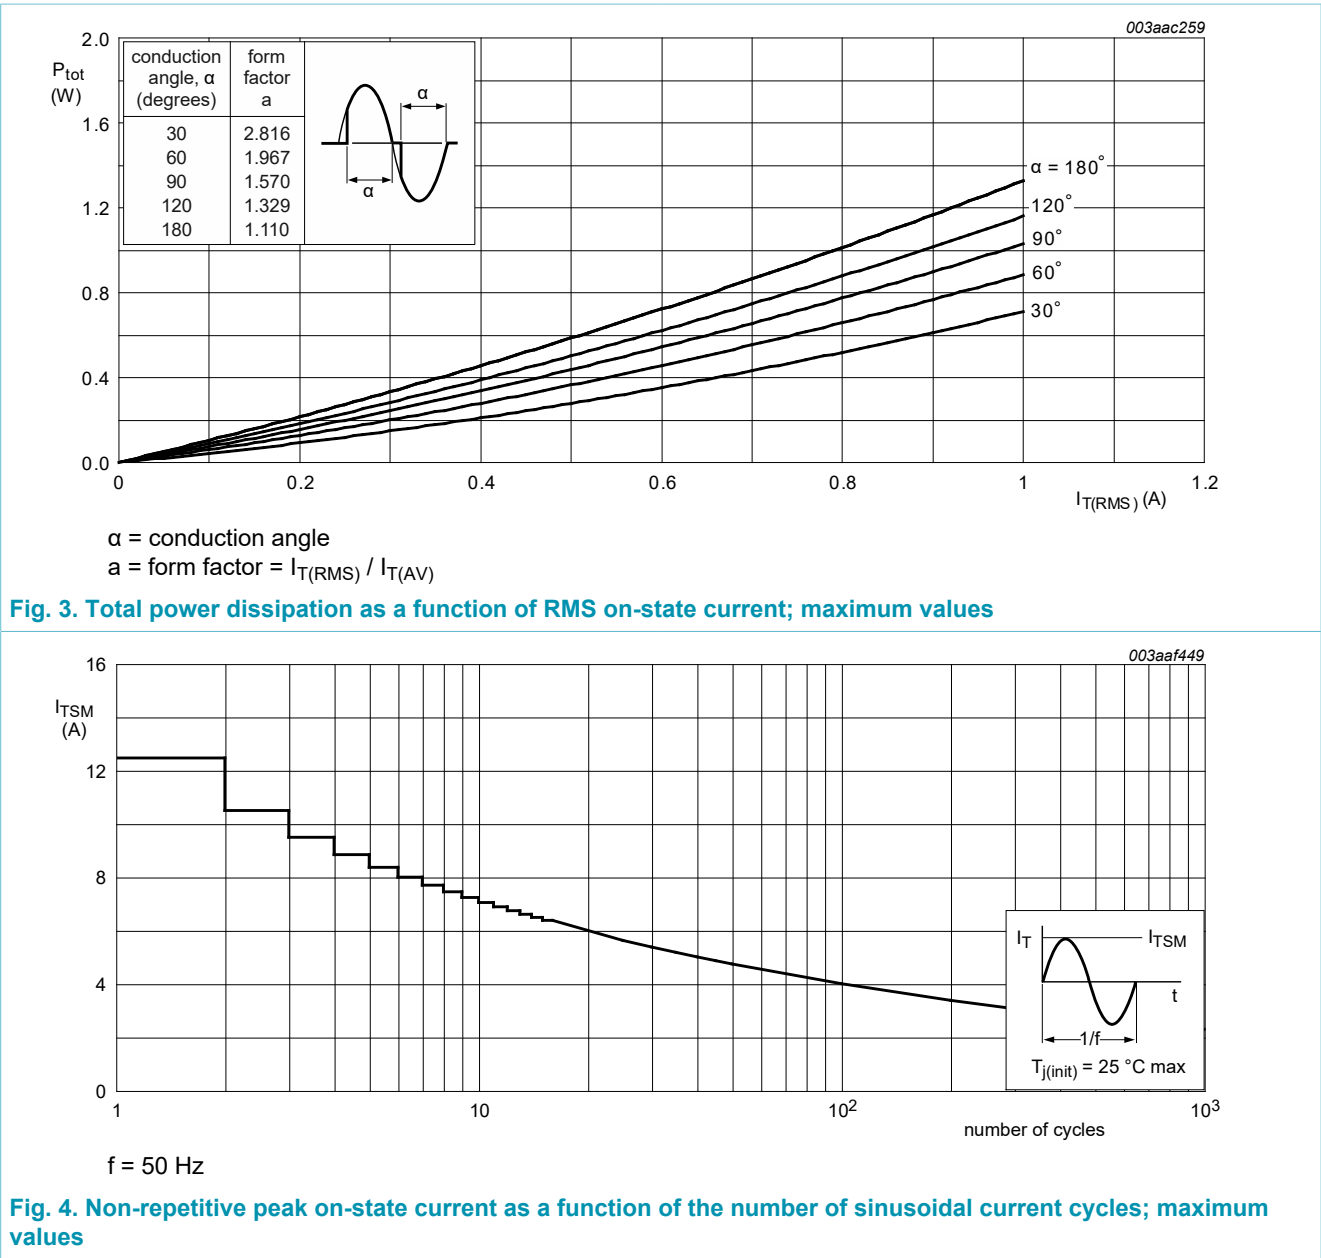 003aac259
2.0
Ptot
(W)
1.6
1.2
0.8
0.4
0.0
conduction angle, α (degrees)
form factor a
30 2.816
60 1.967
90 1.570
120 1.329
180 1.110
α
α
α = 180°
120°
90°
60°
30°
0 0.2 0.4 0.6 0.8 1 1.2
IT(RMS) (A)
α = conduction angle
a = form factor = IT(RMS) / IT(AV)
Fig. 3. Total power dissipation as a function of RMS on-state current; maximum values
003aaf449
16
ITSM
(A)
12
8
4
0
IT
ITSM
t
1/f
Tj(init) = 25 °C max
1 10 10² 10³
number of cycles
f = 50 Hz
Fig. 4. Non-repetitive peak on-state current as a function of the number of sinusoidal current cycles; maximum
values